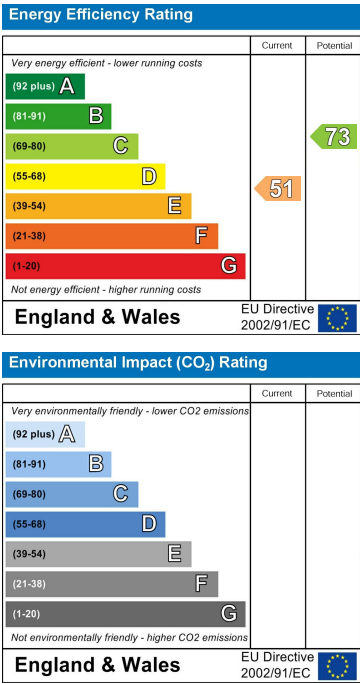 Energy Efficiency Rating
Current Potential
Very energy efficient - lower running costs
(92 plus) A
(81-91) B
(69-80) C
73
(55-68) D
51
(39-54) E
(21-38) F
(1-20) G
Not energy efficient - higher running costs
England & Wales
EU Directive
2002/91/EC
Environmental Impact (CO₂) Rating
Current Potential
Very environmentally friendly - lower CO2 emissions
(92 plus) A
(81-91) B
(69-80) C
(55-68) D
(39-54) E
(21-38) F
(1-20) G
Not environmentally friendly - higher CO2 emissions
England & Wales
EU Directive
2002/91/EC